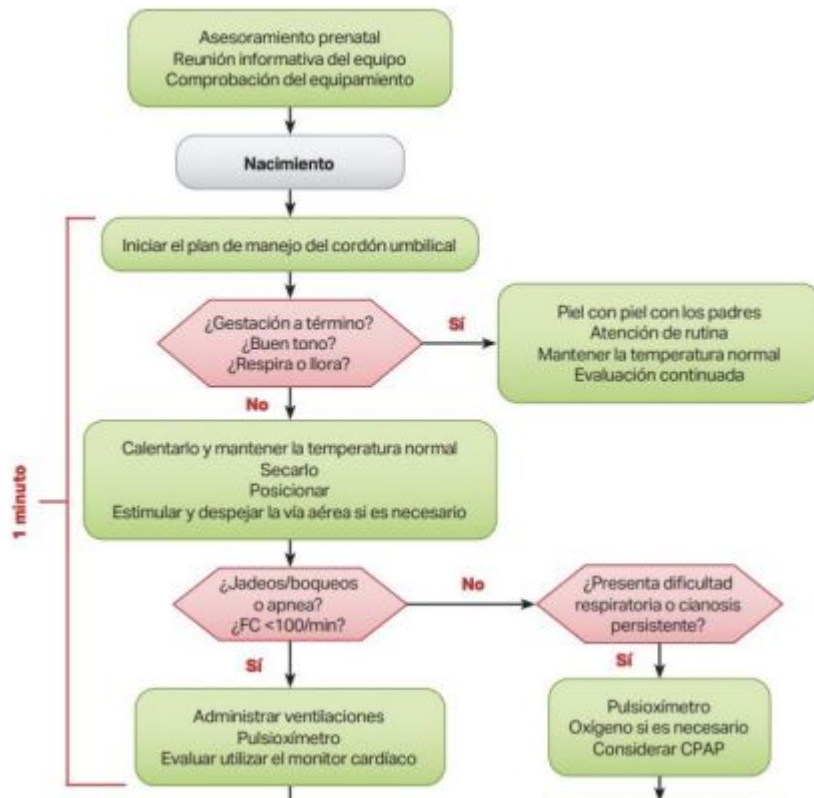 Asesoramiento prenatal
Reunión informativa del equipo
Comprobación del equipamiento
Nacimiento
Iniciar el plan de manejo del cordón umbilical
¿Gestación a término?
¿Buen tono?
¿Respira o llora?
Sí
Piel con piel con los padres
Atención de rutina
Mantener la temperatura normal
Evaluación continuada
No
Calentarlo y mantener la temperatura normal
Secarlo
Posicionar
Estimular y despejar la vía aérea si es necesario
1 minuto
¿Jadeos/boqueos
o apnea?
¿FC <100/min?
No
¿Presenta dificultad
respiratoria o cianosis
persistente?
Sí
Sí
Administrar ventilaciones
Pulsioxímetro
Evaluar utilizar el monitor cardíaco
Pulsioxímetro
Oxígeno si es necesario
Considerar CPAP